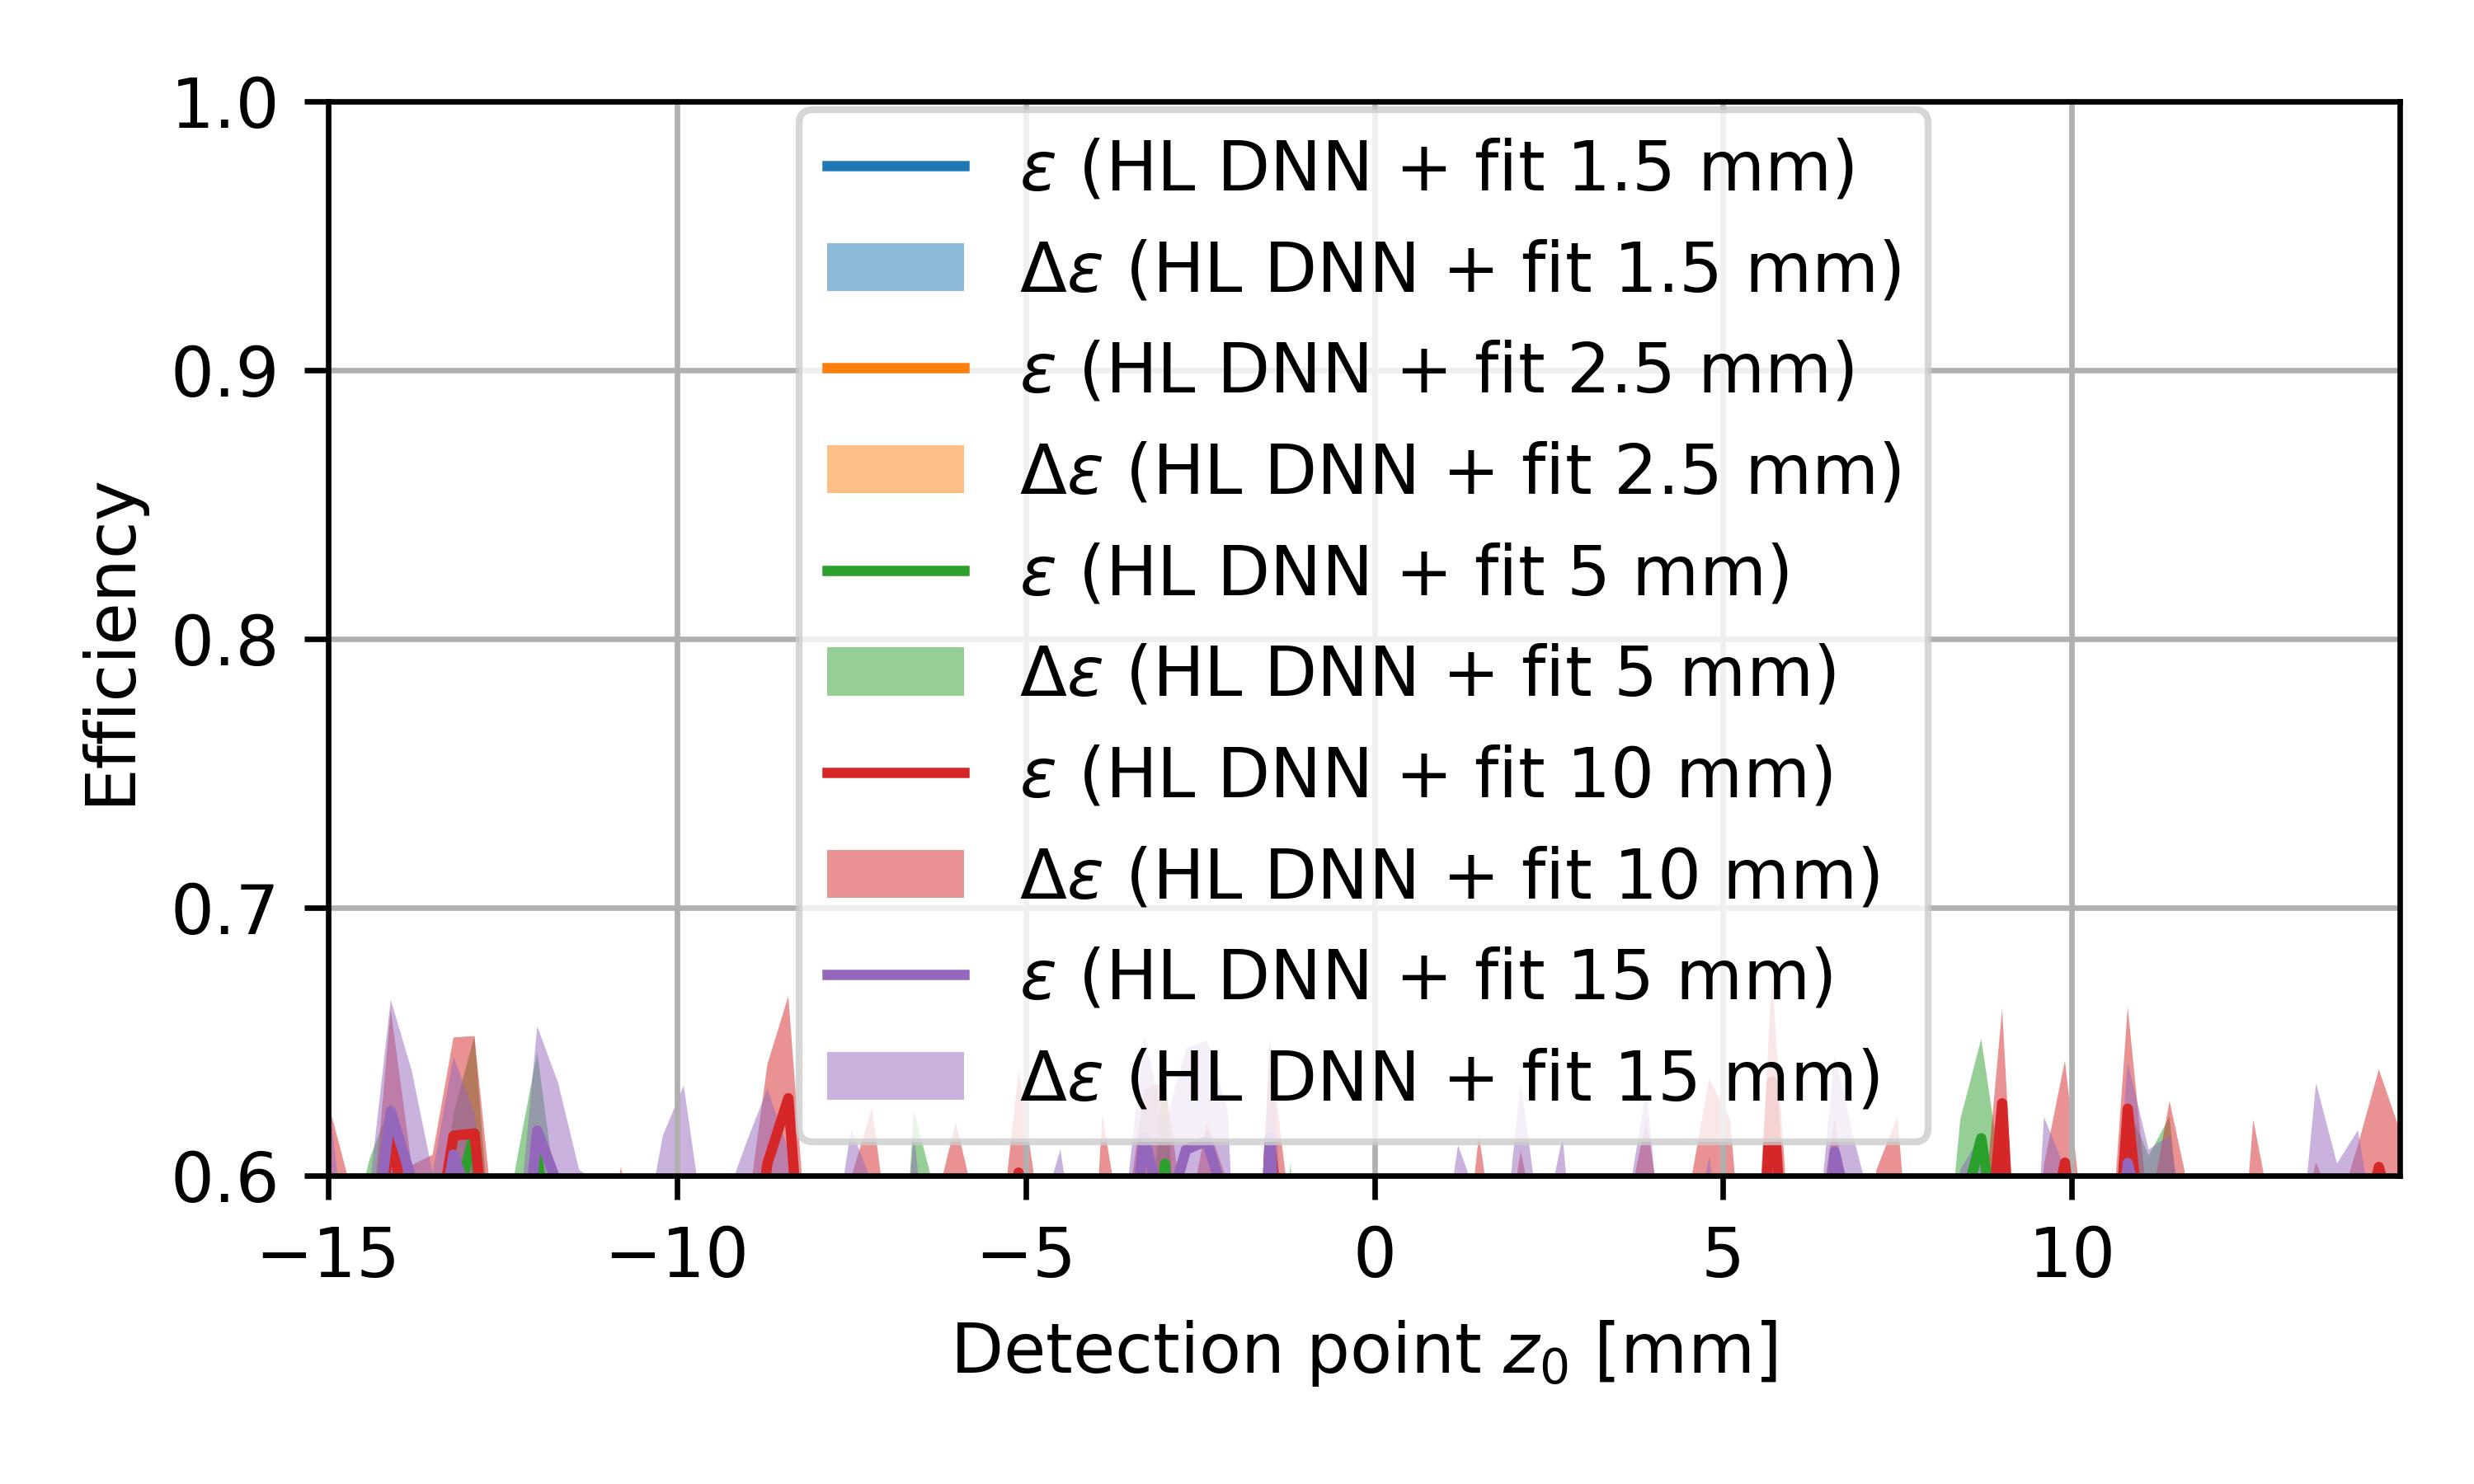 1.0
0.9
0.8
0.7
0.6
Efficiency
ε (HL DNN + fit 1.5 mm)
Δε (HL DNN + fit 1.5 mm)
ε (HL DNN + fit 2.5 mm)
Δε (HL DNN + fit 2.5 mm)
ε (HL DNN + fit 5 mm)
Δε (HL DNN + fit 5 mm)
ε (HL DNN + fit 10 mm)
Δε (HL DNN + fit 10 mm)
ε (HL DNN + fit 15 mm)
Δε (HL DNN + fit 15 mm)
−15 −10 −5 0 5 10
Detection point z₀ [mm]